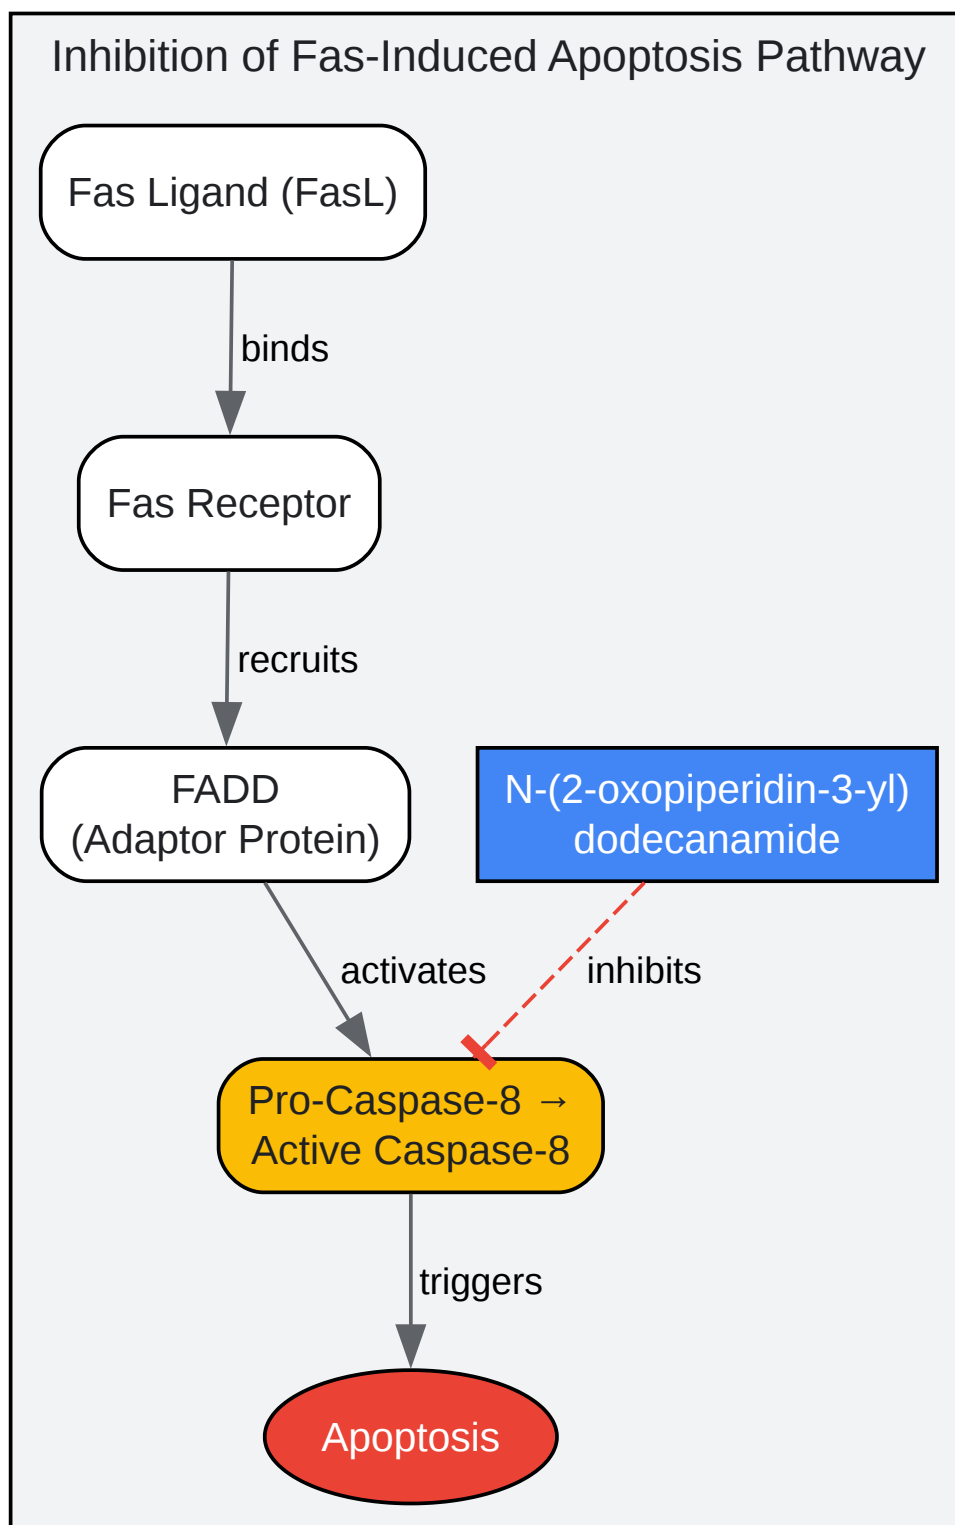 Inhibition of Fas-Induced Apoptosis Pathway
Fas Ligand (FasL)
binds
Fas Receptor
recruits
FADD
(Adaptor Protein)
N-(2-oxopiperidin-3-yl)
dodecanamide
activates
inhibits
Pro-Caspase-8 →
Active Caspase-8
triggers
Apoptosis